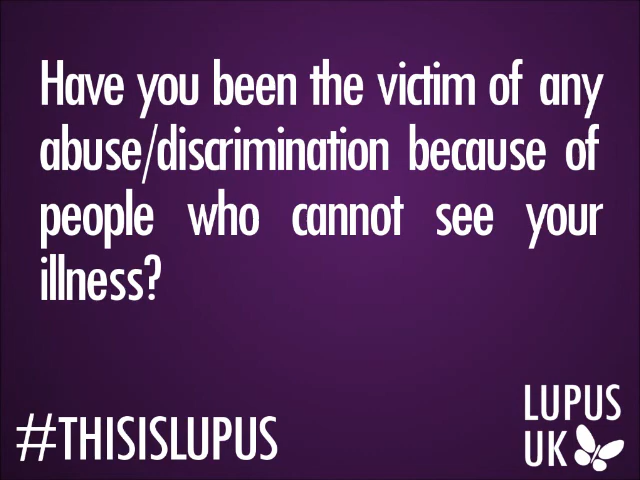 Have you been the victim of any
abuse/discrimination because of
people who cannot see your
illness?
#THISISLUPUS
LUPUS
UK